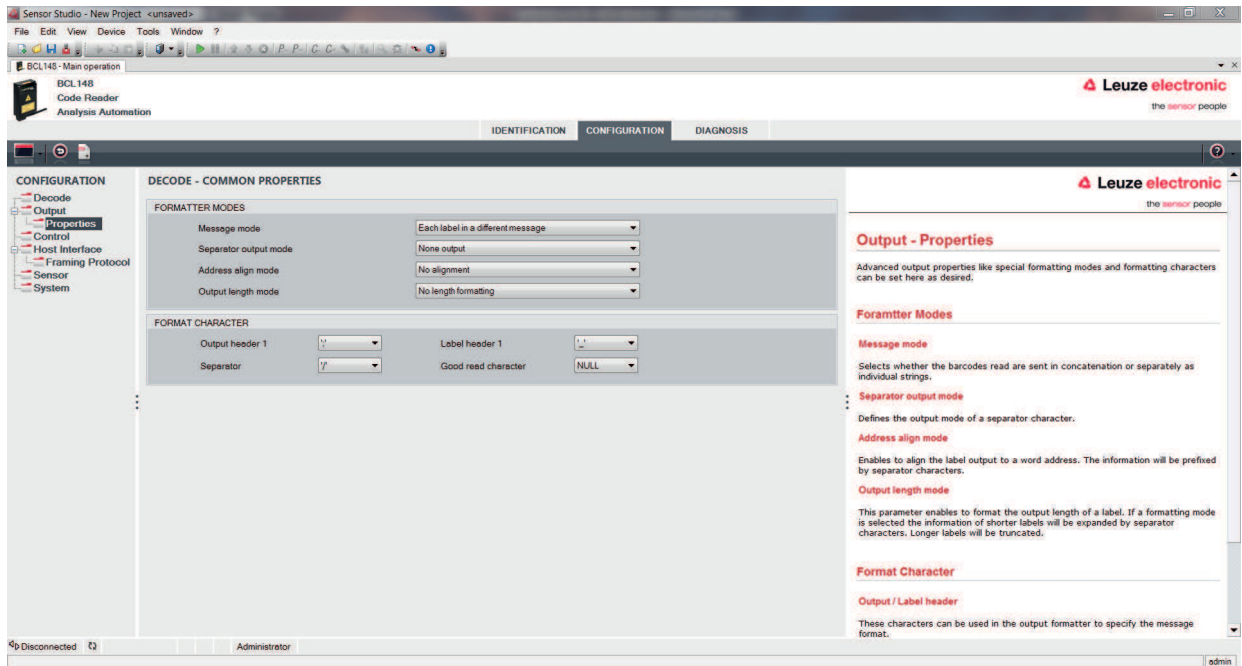 Sensor Studio - New Project <unsaved>
File Edit View Device Tools Window ?
BCL148 - Main operation
BCL148
Code Reader
Analysis Automation
Leuze electronic
the sensor people
IDENTIFICATION CONFIGURATION DIAGNOSIS
CONFIGURATION
Decode
Output
Properties
Control
Host Interface
Framing Protocol
Sensor
System
DECODE - COMMON PROPERTIES
FORMATTER MODES
Message mode Each label in a different message
Separator output mode None output
Address align mode No alignment
Output length mode No length formatting
FORMAT CHARACTER
Output header 1 Label header 1 '_'
Separator Good read character NULL
Leuze electronic
the sensor people
Output - Properties
Advanced output properties like special formatting modes and formatting characters
can be set here as desired.
Foramtter Modes
Message mode
Selects whether the barcodes read are sent in concatenation or separately as
individual strings.
Separator output mode
Defines the output mode of a separator character.
Address align mode
Enables to align the label output to a word address. The information will be prefixed
by separator characters.
Output length mode
This parameter enables to format the output length of a label. If a formatting mode
is selected the information of shorter labels will be expanded by separator
characters. Longer labels will be truncated.
Format Character
Output / Label header
These characters can be used in the output formatter to specify the message
format.
Disconnected Administrator
admin